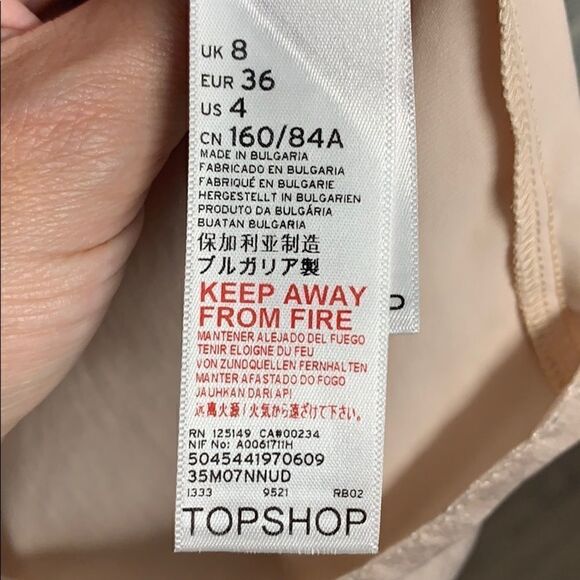 UK 8
EUR 36
US 4
CN 160/84A
MADE IN BULGARIA
FABRICADO EN BULGARIA
FABRIQUÉ EN BULGARIE
HERGESTELLT IN BULGARIEN
PRODUTO DA BULGÁRIA
BUATAN BULGARIA
保加利亚制造
ブルガリア製
KEEP AWAY
FROM FIRE
MANTENER ALEJADO DEL FUEGO
TENIR ELOIGNE DU FEU
VON ZUNDQUELLEN FERNHALTEN
MANTER AFASTADO DO FOGO
JAUHKAN DARI API
远离火源 / 火気から遠ざけて下さい。
RN 125149 CA#00234
NIF No: A0061711H
5045441970609
35M07NNUD
1333 9521 RB02
TOPSHOP
P